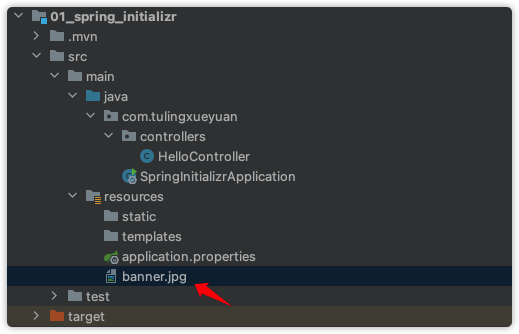 01_spring_initializr
.mvn
src
main
java
com.tulingxueyuan
controllers
HelloController
SpringInitializrApplication
resources
static
templates
application.properties
banner.jpg
test
target